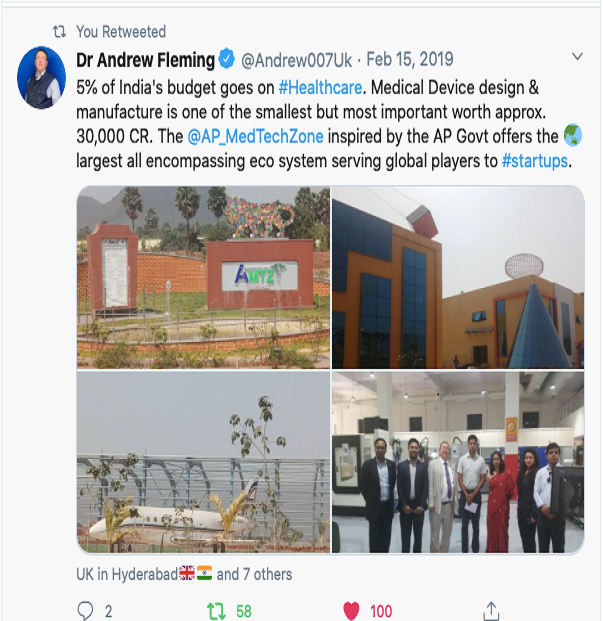 You Retweeted
Dr Andrew Fleming @Andrew007Uk · Feb 15, 2019
5% of India's budget goes on #Healthcare. Medical Device design &
manufacture is one of the smallest but most important worth approx.
30,000 CR. The @AP_MedTechZone inspired by the AP Govt offers the 🌏
largest all encompassing eco system serving global players to #startups.
AMTZ
UK in Hyderabad🇬🇧🇮🇳 and 7 others
2 58 100